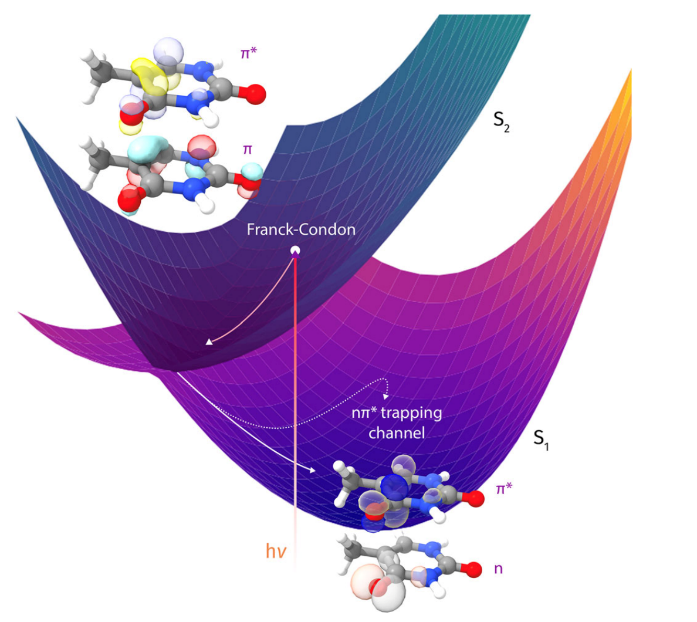 π*
S₂
π
Franck-Condon
nπ* trapping
channel
S₁
π*
hν
n